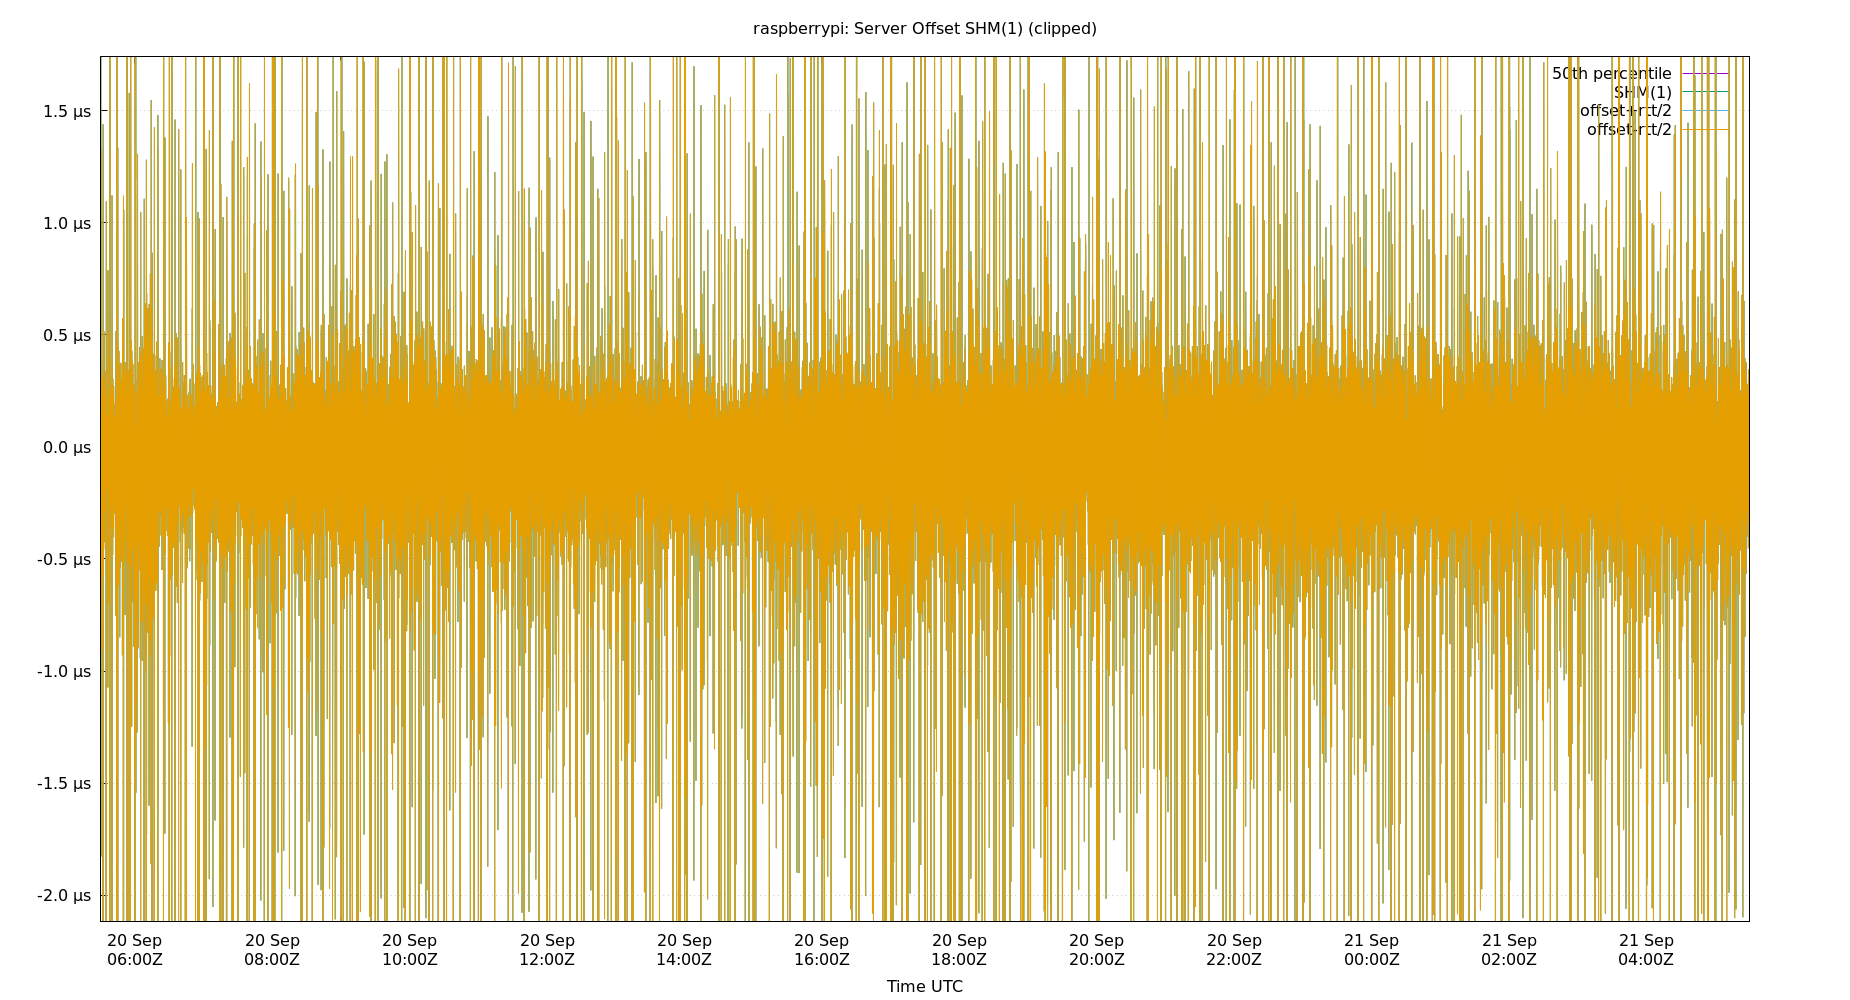 raspberrypi: Server Offset SHM(1) (clipped)
50th percentile
SHM(1)
offset+rtt/2
offset-rtt/2
1.5 µs
1.0 µs
0.5 µs
0.0 µs
-0.5 µs
-1.0 µs
-1.5 µs
-2.0 µs
20 Sep 20 Sep 20 Sep 20 Sep 20 Sep 20 Sep 20 Sep 20 Sep 20 Sep 21 Sep 21 Sep 21 Sep
06:00Z 08:00Z 10:00Z 12:00Z 14:00Z 16:00Z 18:00Z 20:00Z 22:00Z 00:00Z 02:00Z 04:00Z
Time UTC